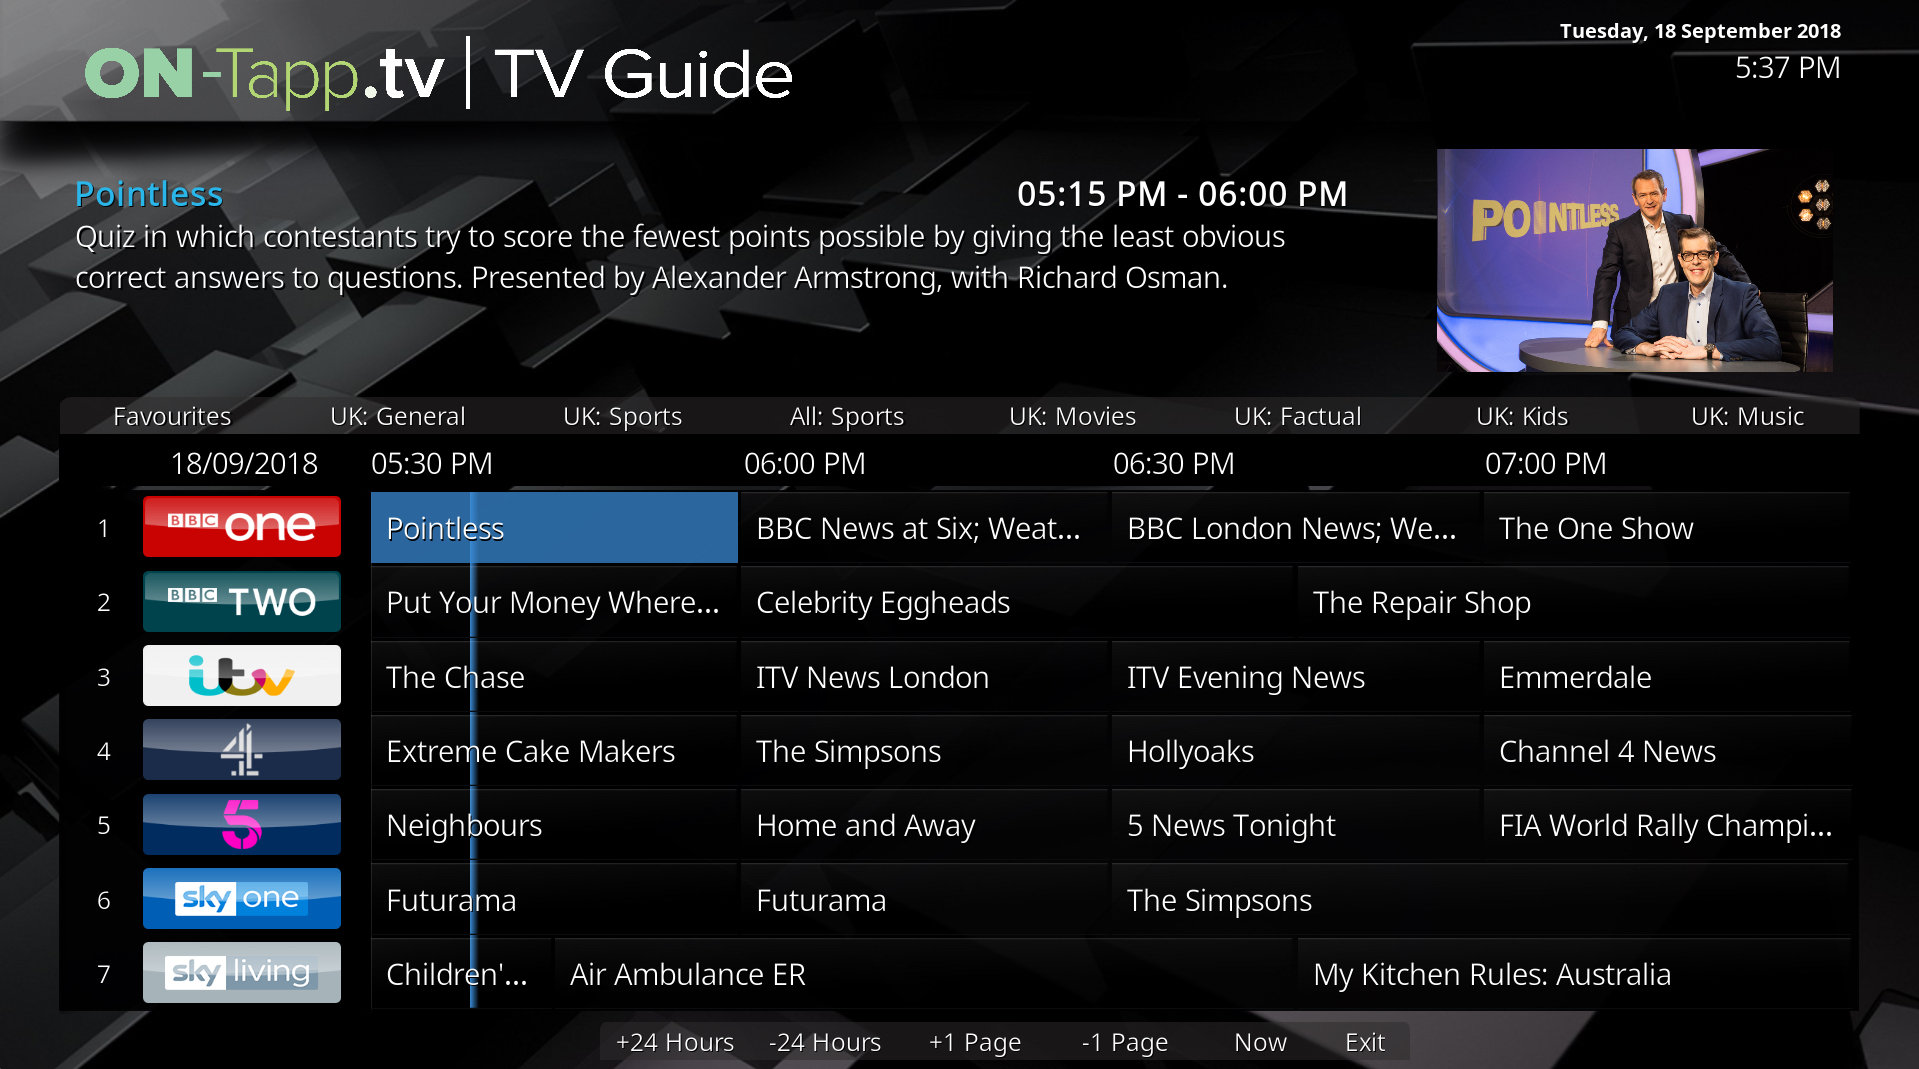 ON-Tapp.tv | TV Guide
Tuesday, 18 September 2018
5:37 PM
Pointless
05:15 PM - 06:00 PM
Quiz in which contestants try to score the fewest points possible by giving the least obvious
correct answers to questions. Presented by Alexander Armstrong, with Richard Osman.
POINTLESS
Favourites UK: General UK: Sports All: Sports UK: Movies UK: Factual UK: Kids UK: Music
18/09/2018 05:30 PM 06:00 PM 06:30 PM 07:00 PM
1 BBC one Pointless BBC News at Six; Weat... BBC London News; We... The One Show
2 BBC TWO Put Your Money Where... Celebrity Eggheads The Repair Shop
3 itv The Chase ITV News London ITV Evening News Emmerdale
4 4 Extreme Cake Makers The Simpsons Hollyoaks Channel 4 News
5 5 Neighbours Home and Away 5 News Tonight FIA World Rally Champi...
6 sky one Futurama Futurama The Simpsons
7 sky living Children'... Air Ambulance ER My Kitchen Rules: Australia
+24 Hours -24 Hours +1 Page -1 Page Now Exit